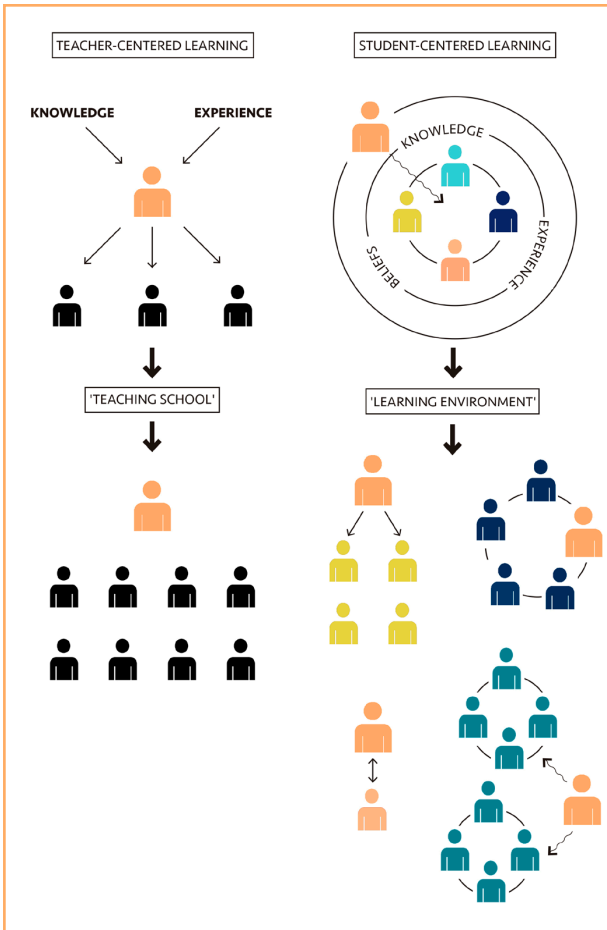 TEACHER-CENTERED LEARNING
STUDENT-CENTERED LEARNING
KNOWLEDGE
EXPERIENCE
KNOWLEDGE
EXPERIENCE
BELIEFS
'TEACHING SCHOOL'
'LEARNING ENVIRONMENT'